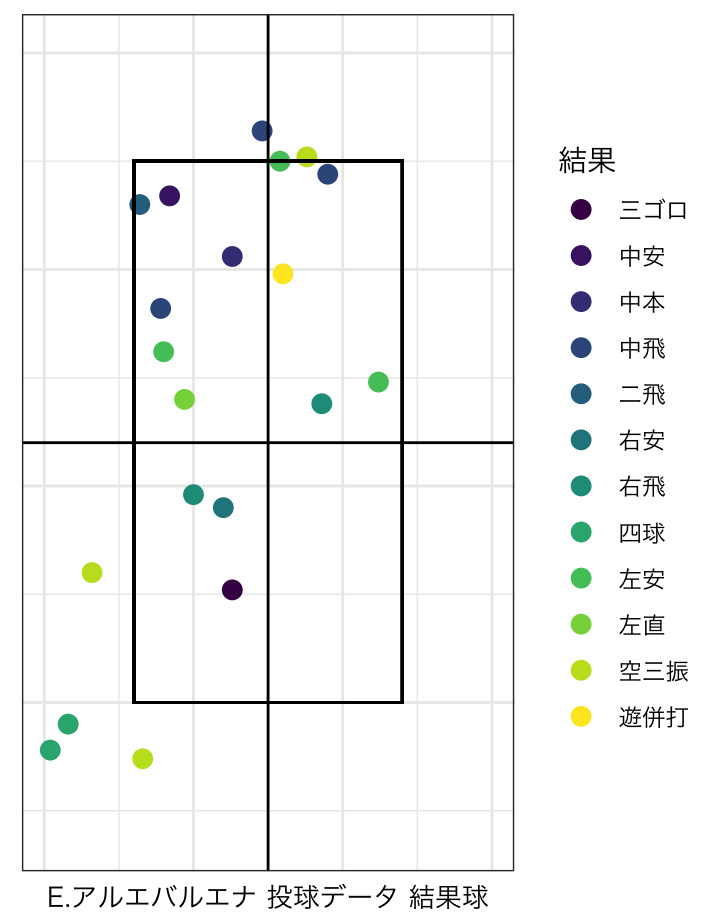 結果
三ゴロ
中安
中本
中飛
二飛
右安
右飛
四球
左安
左直
空三振
遊併打
E.アルエバルエナ 投球データ 結果球